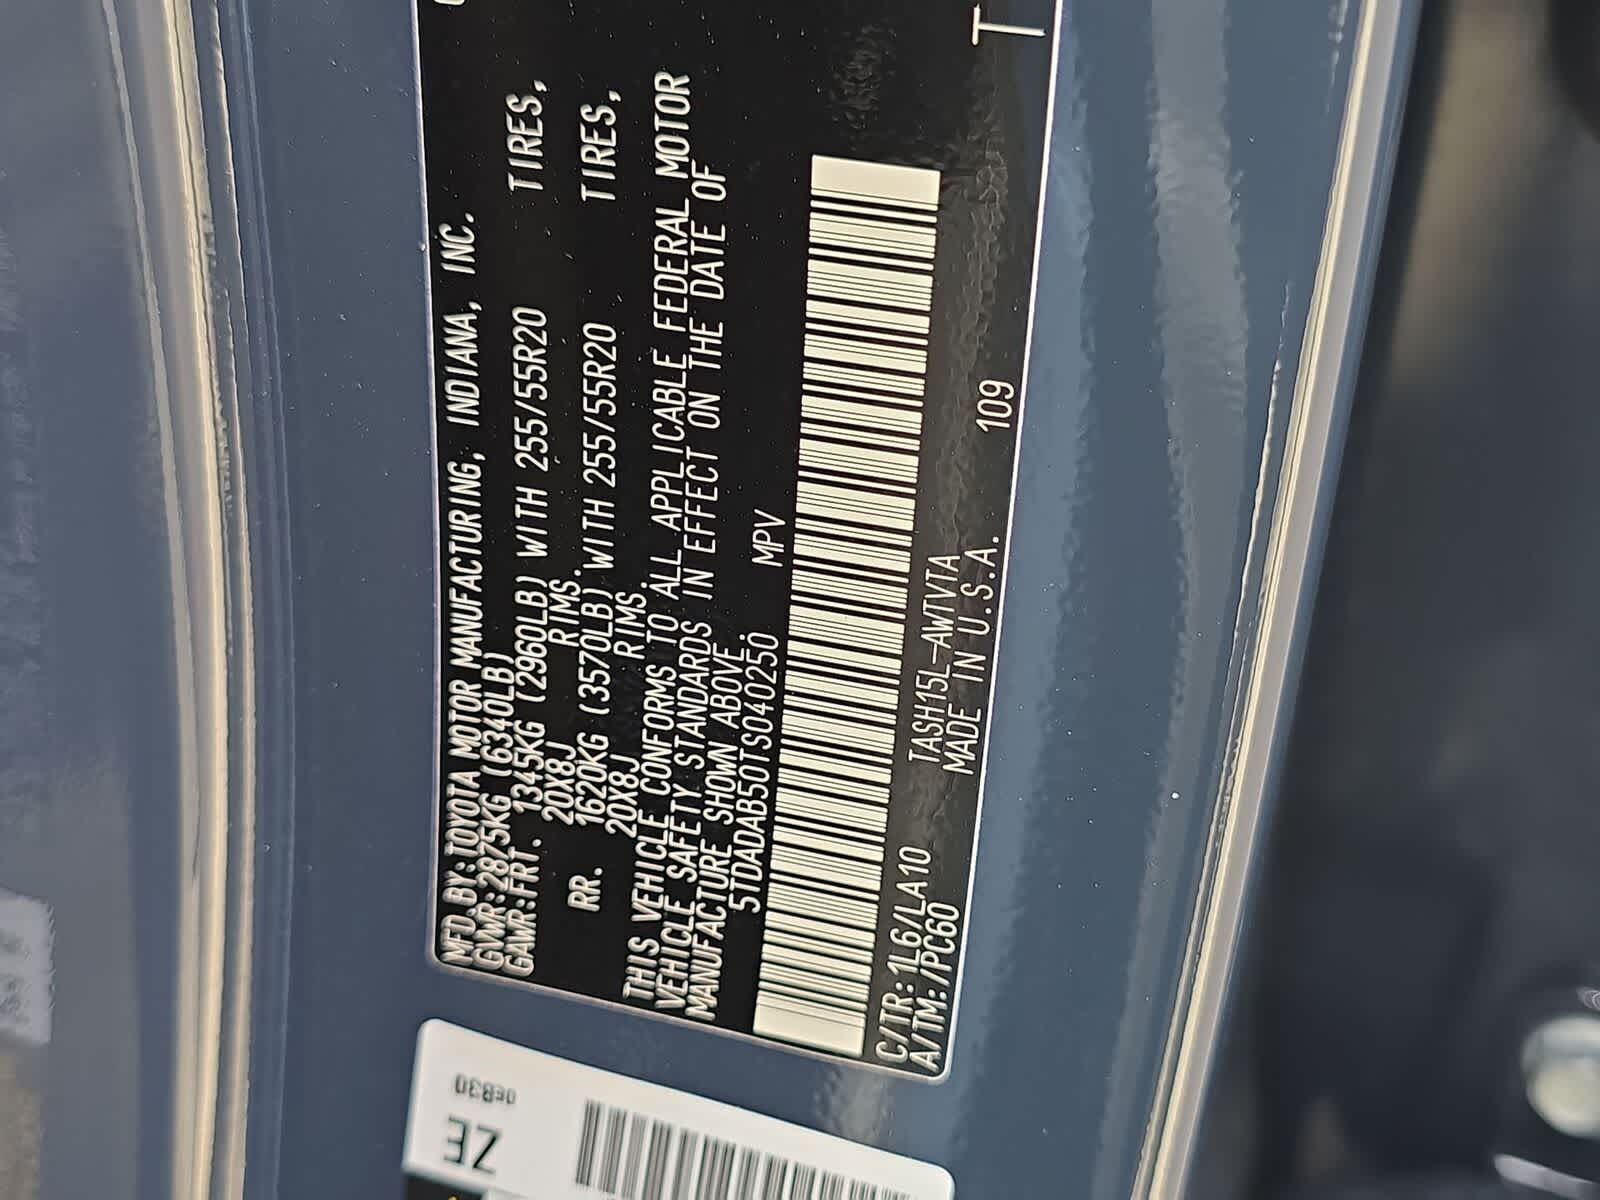 MFD.BY:TOYOTA MOTOR MANUFACTURING, INDIANA, INC.
GVWR:2875KG (6340LB)
GAWR:FRT. 1345KG (2960LB) WITH 255/55R20 TIRES,
20X8J RIMS.
RR. 1620KG (3570LB) WITH 255/55R20 TIRES,
20X8J RIMS.
THIS VEHICLE CONFORMS TO ALL APPLICABLE FEDERAL MOTOR
VEHICLE SAFETY STANDARDS IN EFFECT ON THE DATE OF
MANUFACTURE SHOWN ABOVE.
5TDADAB50TS040250 MPV
C/TR:1L6/LA10 TASH15L-AWTVTA 109
A/TM:/PC60 MADE IN U.S.A. T
ZE